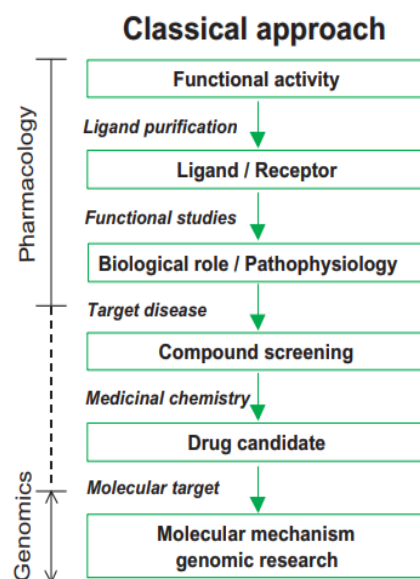 Classical approach
Functional activity
Ligand purification
Ligand / Receptor
Functional studies
Biological role / Pathophysiology
Target disease
Compound screening
Medicinal chemistry
Drug candidate
Molecular target
Molecular mechanism
genomic research
Pharmacology
Genomics